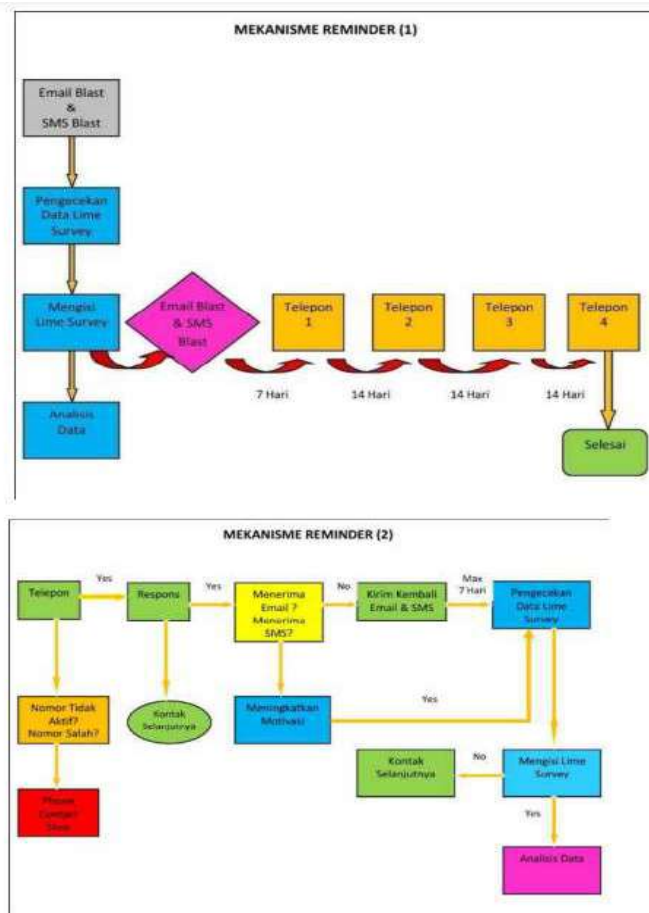 MEKANISME REMINDER (1)
Email Blast
&
SMS Blast
Pengecekan
Data Lime
Survey
Mengisi
Lime Survey
Email Blast
& SMS
Blast
Telepon
1
Telepon
2
Telepon
3
Telepon
4
7 Hari
14 Hari
14 Hari
14 Hari
Analisis
Data
Selesai
MEKANISME REMINDER (2)
Telepon
Yes
Respons
Yes
Menerima
Email ?
Menerima
SMS?
No
Kirim Kembali
Email & SMS
Max
7 Hari
Pengecekan
Data Lime
Survey
Nomor Tidak
Aktif?
Nomor Salah?
Kontak
Selanjutnya
Meningkatkan
Motivasi
Yes
Kontak
Selanjutnya
No
Mengisi Lime
Survey
Phone
Contact
Stop
Yes
Analisis Data